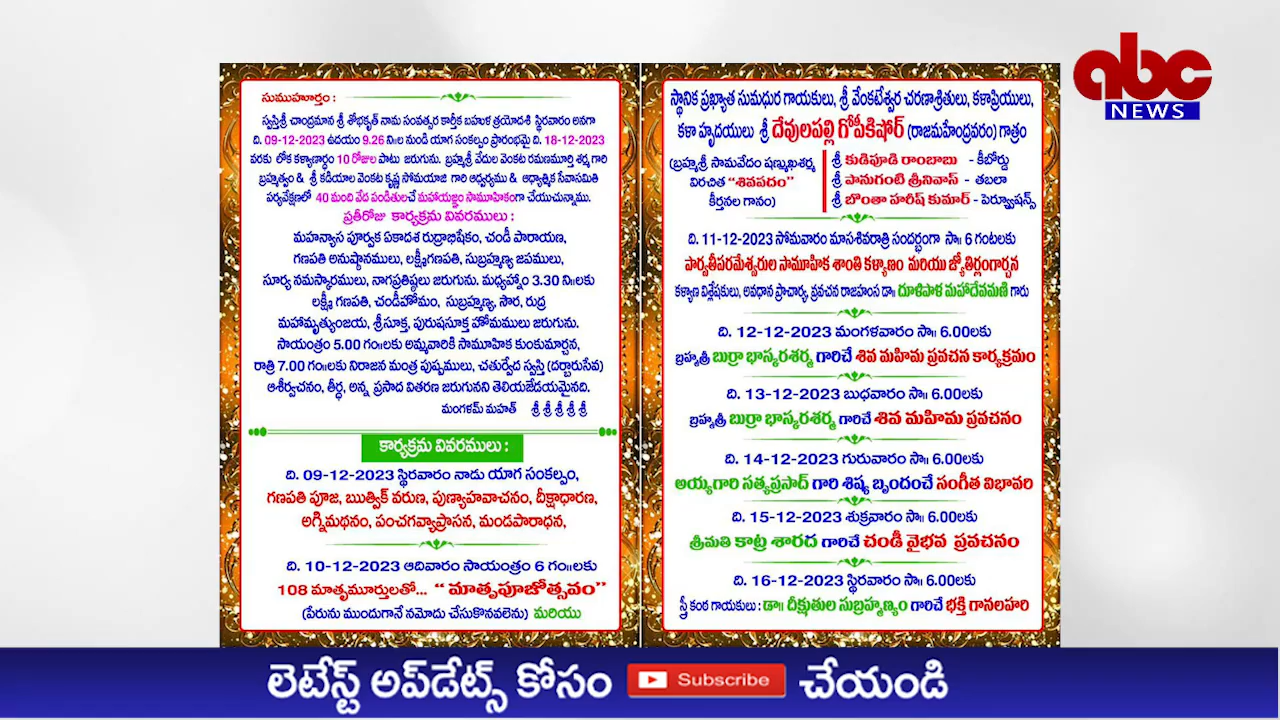 abc
NEWS
సుముహూర్తం :
స్వస్తిశ్రీ చాంద్రమాన శ్రీ శోభకృత్ నామ సంవత్సర కార్తీక బహుళ త్రయోదశి స్థిరవారం అనగా
ది. 09-12-2023 ఉదయం 9.26 ని॥ల నుండి యాగ సంకల్పం ప్రారంభమై ది. 18-12-2023
వరకు లోక కళ్యాణార్థం 10 రోజుల పాటు జరుగును. బ్రహ్మశ్రీ వేదుల వెంకట రమణమూర్తి శర్మ గారి
బ్రహ్మత్వం & శ్రీ కడియాల వెంకట కృష్ణ సోమయాజి గారి ఆధ్వర్యము & ఆధ్యాత్మిక సేవాసమితి
పర్యవేక్షణలో 40 మంది వేద పండితులచే మహాయజ్ఞం సామూహికంగా చేయుచున్నాము.
ప్రతీరోజు కార్యక్రమ వివరములు :
మహన్యాస పూర్వక ఏకాదశ రుద్రాభిషేకం, చండీ పారాయణ,
గణపతి అనుష్ఠానములు, లక్ష్మీగణపతి, సుబ్రహ్మణ్య జపములు,
సూర్య నమస్కారములు, నాగప్రతిష్ఠలు జరుగును. మధ్యహ్నాం 3.30 ని॥లకు
లక్ష్మీ గణపతి, చండీహోమం, సుబ్రహ్మణ్య, సౌర, రుద్ర
మహామృత్యుంజయ, శ్రీసూక్త, పురుషసూక్త హోమములు జరుగును.
సాయంత్రం 5.00 గం॥లకు అమ్మవారికి సామూహిక కుంకుమార్చన,
రాత్రి 7.00 గం॥లకు నిరాజన మంత్ర పుష్పములు, చతుర్వేద స్వస్తి (దర్బారుసేవ)
ఆశీర్వచనం, తీర్థ, అన్న ప్రసాద వితరణ జరుగునని తెలియజేడయమైనది.
మంగళమ్ మహత్ శ్రీ శ్రీ శ్రీ శ్రీ శ్రీ
కార్యక్రమ వివరములు :
ది. 09-12-2023 స్థిరవారం నాడు యాగ సంకల్పం,
గణపతి పూజ, ఋత్విక్ వరుణ, పుణ్యాహవాచనం, దీక్షాధారణ,
అగ్నిమథనం, పంచగవ్యాప్రాసన, మండపారాధన,
ది. 10-12-2023 ఆదివారం సాయంత్రం 6 గం॥లకు
108 మాతృమూర్తులతో... “ మాతృపూజోత్సవం”
(పేరును ముందుగానే నమోదు చేసుకొనవలెను) మరియు
స్థానిక ప్రఖ్యాత సుమధుర గాయకులు, శ్రీ వేంకటేశ్వర చరణాశ్రితులు, కళాప్రియులు,
కళా హృదయులు శ్రీ దేవులపల్లి గోపీకిషోర్ (రాజమహేంద్రవరం) గాత్రం
(బ్రహ్మశ్రీ సామవేదం షణ్ముఖశర్మ
విరచిత “శివపదం”
కీర్తనల గానం)
శ్రీ కుడిపూడి రాంబాబు - కీబోర్డు
శ్రీ పానుగంటి శ్రీనివాస్ - తబలా
శ్రీ బొంతా హరీష్ కుమార్ - పెర్క్యూషన్స్
ది. 11-12-2023 సోమవారం మాసశివరాత్రి సందర్భంగా సా॥ 6 గంటలకు
పార్వతీపరమేశ్వరుల సామూహిక శాంతి కళ్యాణం మరియు జ్యోతిర్లింగార్చన
కళ్యాణ విశ్లేషకులు, అవధాన ప్రాచార్య, ప్రవచన రాజహంస డా॥ ధూళిపాళ మహాదేవమణి గారు
ది. 12-12-2023 మంగళవారం సా॥ 6.00లకు
బ్రహ్మశ్రీ బుర్రా భాస్కరశర్మ గారిచే శివ మహిమ ప్రవచన కార్యక్రమం
ది. 13-12-2023 బుధవారం సా॥ 6.00లకు
బ్రహ్మశ్రీ బుర్రా భాస్కరశర్మ గారిచే శివ మహిమ ప్రవచనం
ది. 14-12-2023 గురువారం సా॥ 6.00లకు
అయ్యగారి సత్యప్రసాద్ గారి శిష్య బృందంచే సంగీత విభావరి
ది. 15-12-2023 శుక్రవారం సా॥ 6.00లకు
శ్రీమతి కాట్ర శారద గారిచే చండీ వైభవ ప్రవచనం
ది. 16-12-2023 స్థిరవారం సా॥ 6.00లకు
స్త్రీ కంఠ గాయకులు : డా॥ దీక్షితుల సుబ్రహ్మణ్యం గారిచే భక్తి గానలహరి
లెటేస్ట్ అప్‌డేట్స్ కోసం Subscribe చేయండి